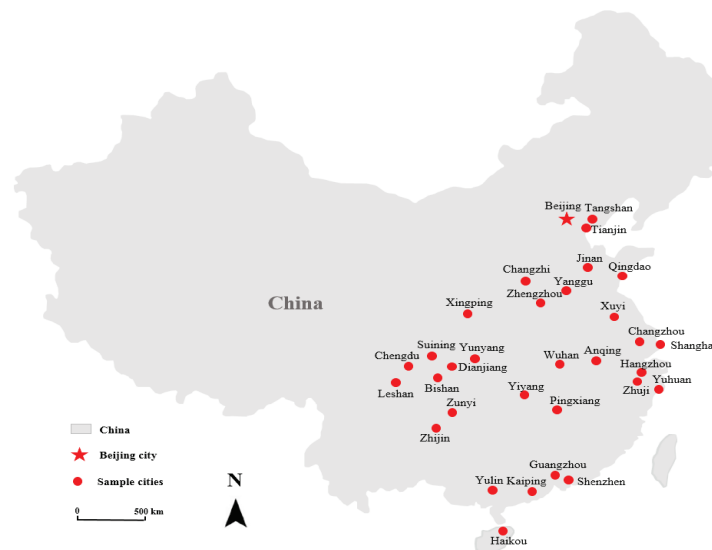 Beijing
Tangshan
Tianjin
Jinan
Qingdao
Changzhi
Yanggu
Zhengzhou
China
Xingping
Xuyi
Changzhou
Shangha
Suining
Yunyang
Chengdu
Dianjiang
Wuhan
Anqing
Hangzhou
Leshan
Bishan
Yiyang
Zhuji
Yuhuan
Zunyi
Pingxiang
Zhijin
China
Beijing city
Sample cities
0 500 km
N
Guangzhou
Yulin
Kaiping
Shenzhen
Haikou